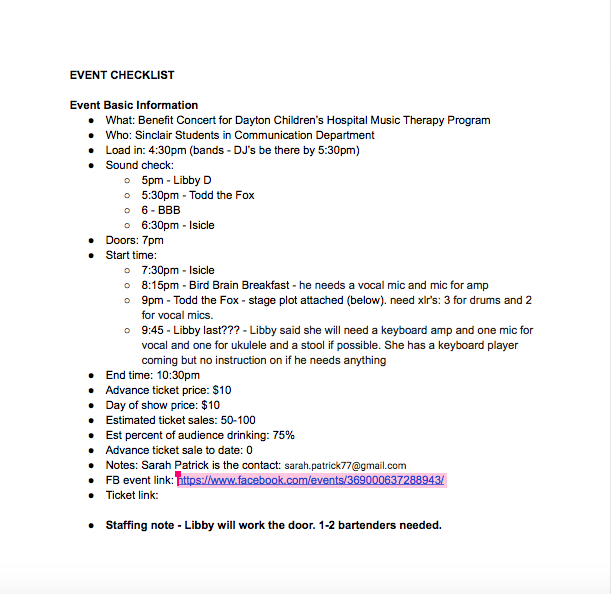 EVENT CHECKLIST
Event Basic Information
● What: Benefit Concert for Dayton Children's Hospital Music Therapy Program
● Who: Sinclair Students in Communication Department
● Load in: 4:30pm (bands - DJ's be there by 5:30pm)
● Sound check:
○ 5pm - Libby D
○ 5:30pm - Todd the Fox
○ 6 - BBB
○ 6:30pm - Isicle
● Doors: 7pm
● Start time:
○ 7:30pm - Isicle
○ 8:15pm - Bird Brain Breakfast - he needs a vocal mic and mic for amp
○ 9pm - Todd the Fox - stage plot attached (below). need xlr's: 3 for drums and 2
for vocal mics.
○ 9:45 - Libby last??? - Libby said she will need a keyboard amp and one mic for
vocal and one for ukulele and a stool if possible. She has a keyboard player
coming but no instruction on if he needs anything
● End time: 10:30pm
● Advance ticket price: $10
● Day of show price: $10
● Estimated ticket sales: 50-100
● Est percent of audience drinking: 75%
● Advance ticket sale to date: 0
● Notes: Sarah Patrick is the contact: sarah.patrick77@gmail.com
● FB event link: https://www.facebook.com/events/369000637288943/
● Ticket link:
● Staffing note - Libby will work the door. 1-2 bartenders needed.